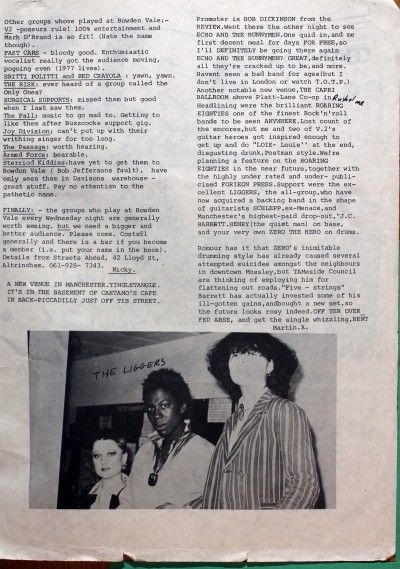 Other groups whove played at Bowdon Vale:-
V2 -poseurs rule! 100% entertainment and
Mark D'Brand is so fit! (Hats the name
though).
FAST CARS - bloody good. Enthusiastic
vocalist really got the audience moving,
pogoing even (1977 lives).
SRITTI POLITTI and RED CRAYOLA : yawn, yawn.
THE RISE: ever heard of a group called the
Only Ones?
SURGICAL SUPPORTS: missed them but good
when I last saw them.
The Fall: music to go mad to. Getting to
like them after Buzzcocks support gig.
Joy Division: can't put up with their
writhing singer for too long.
The Passage: worth hearing.
Armed Force: bearable.
Sterriod Kiddies:have yet to get them to
Bowdon Vale ( Bob Jeffersons fault). have
only seen them in Davisons warehouse -
great stuff. Pay no attention to the
pathetic name.
FINALLY: - the groups who play at Bowdon
Vale every Wednesday night are generally
worth seeing, but we need a bigger and
better audience. Please come. Contact
generally and there is a bar if you become
a member (i.e. put your name in the book).
Details from Streets Ahead, 42 Lloyd St,
Altrincham. 061-928- 7343.
Nicky.
A NEW VENUE IN MANCHESTER.TINGLETANGLE.
IT'S IN THE BASEMENT OF CAETANO'S CAFE
IN BACK-PICCADILLY JUST OFF TIB STREET.
Promoter is BOB DICKINSON from the
REVIEW.Went there the other night to see
ECHO AND THE BUNNYMEN.One quid in,and me
first decent meal for days FOR FREE,so
I'll DEFINITELY be going there again
ECHO AND THE BUNNYMEN? GREAT,definitely
all they're cracked up to be,and more.
Havent seen a bad band for ages(but I
don't live in London or watch T.O.T.P.)
Another notable new venue,THE CAPRI
BALLROOM above Platt-Lane Co-op in Rusholme
Headlining were the brilliant ROARING
EIGHTIES one of the finest Rock'n'roll
bands to be seen ANYWHERE.Lost count of
the encores,but me and two of V.2's
guitar heroes got inspired enough to
get up and do "LOIE- Looie'' at the end,
disgusting drunk,Postman style.We're
planning a feature on the ROARING
EIGHTIES in the near future,together with
the highly under rated and under- publi-
cised FORIEGN PRESS.Support were the ex-
cellent LIGGERS, the all-group,who have
now acquired a backing band in the shape
of guitarists SCHLEPP,ex-Menace,and
Manchester's highest-paid drop-out,"J.C.
BARRETT,HENRY(the quiet man) on bass,
and your very own ZERO THE HERO on drums.
Romour has it that ZERO's inimitable
drumming style has already caused several
attempted suicides amongst the neighbours
in downtown Mossley,but TAMeside Council
are thinking of employing him for
flattening out roads."Five - strings"
Barrett has actually invested some of his
ill-gotten gains,andbought a new set,so
the future looks rosy indeed.OFF YER OVER
FED ARSE, and get the single whizzling,BENT
Martin.A.
THE LIGGERS